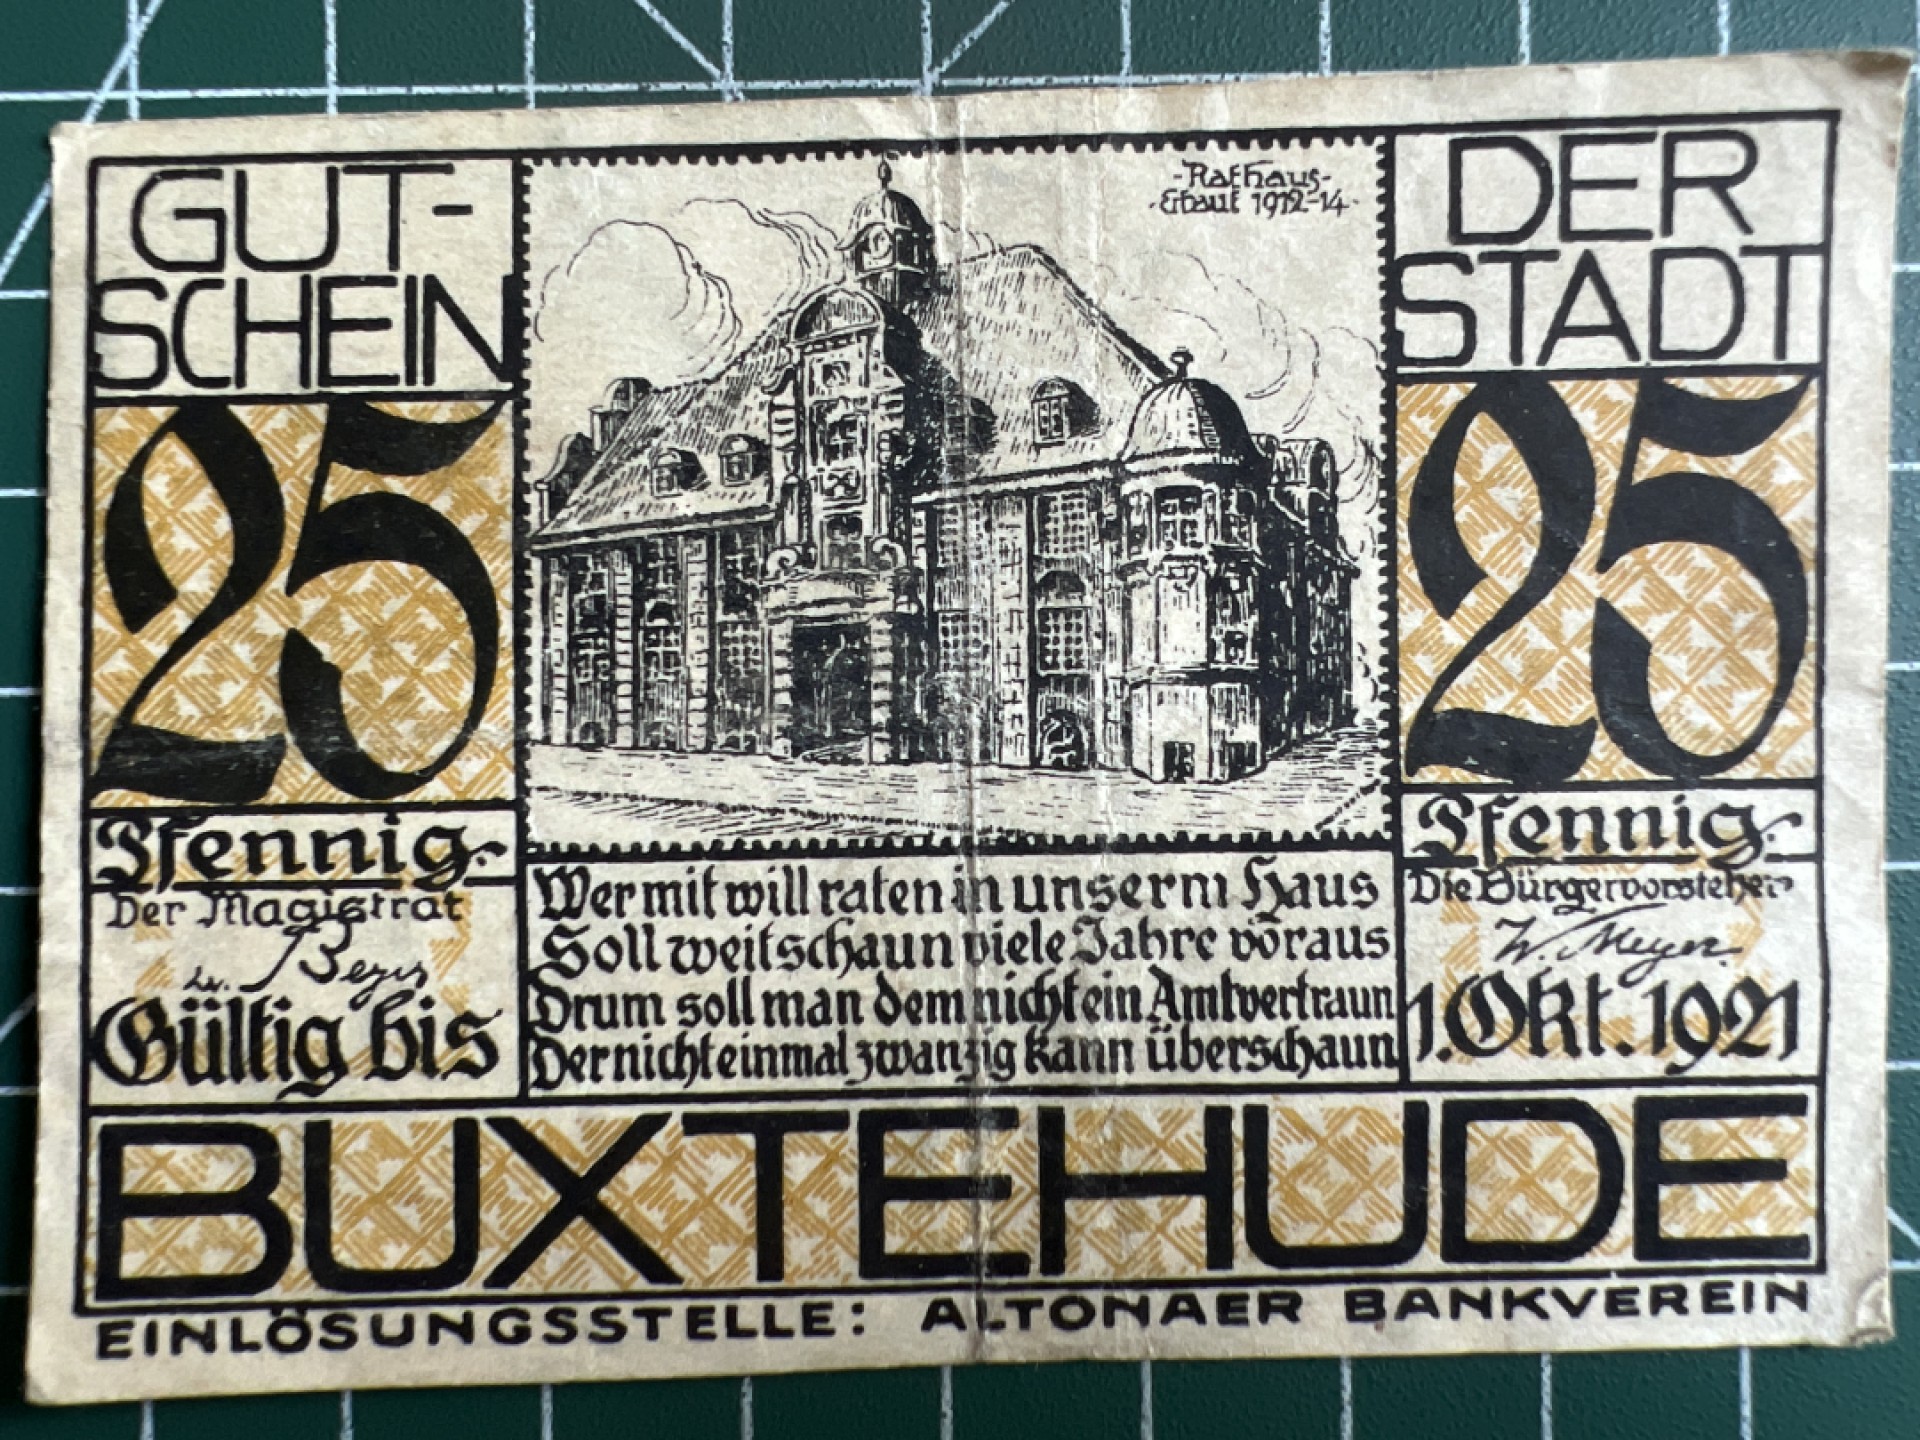 GUT-
SCHEIN
25
Pfennig.
Der Magistrat
Gültig bis
-Rathaus-
Erbaut 1912-14.
Wer mit will raten in unserm Haus
Soll weitschaun viele Jahre voraus
Drum soll man dem nicht ein Amt vertraun
Der nicht einmal zwanzig kann überschaun
DER
STADT
25
Pfennig.
Die Bürgervorsteher
W. Meyer.
1. Okt. 1921
BUXTEHUDE
EINLÖSUNGSSTELLE: ALTONAER BANKVEREIN